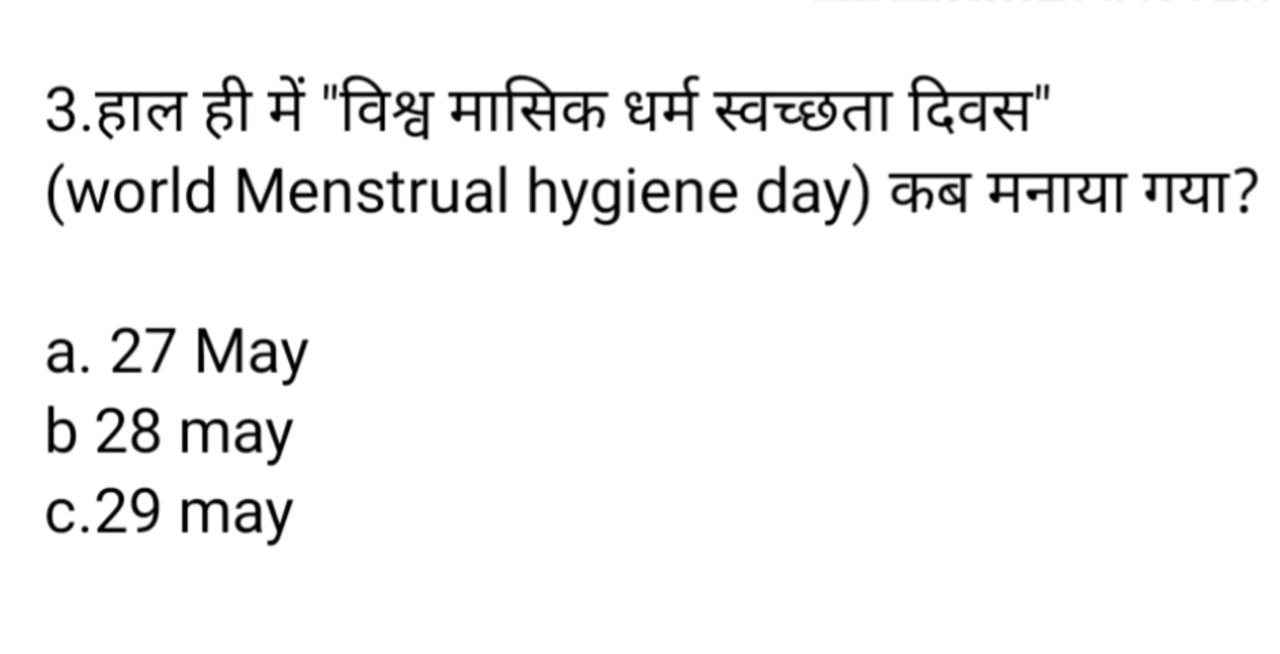 3.हाल ही में "विश्व मासिक धर्म स्वच्छता दिवस"
(world Menstrual hygiene day) कब मनाया गया?
a. 27 May
b 28 may
c.29 may